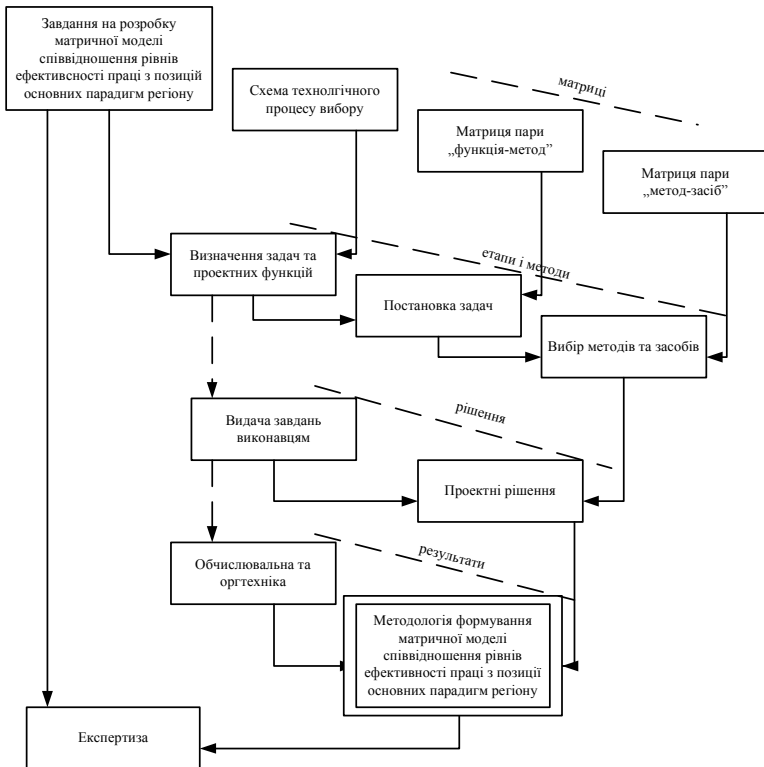 Завдання на розробку
матричної моделі
співвідношення рівнів
ефективсності праці з позицій
основних парадигм регіону
Схема технолгічного
процесу вибору
матриці
Матриця пари
„функція-метод”
Матриця пари
„метод-засіб”
Визначення задач та
проектних функцій
етапи і методи
Постановка задач
Вибір методів та засобів
Видача завдань
виконавцям
рішення
Проектні рішення
Обчислювальна та
оргтехніка
результати
Методологія формування
матричної моделі
співвідношення рівнів
ефективності праці з позиції
основних парадигм регіону
Експертиза